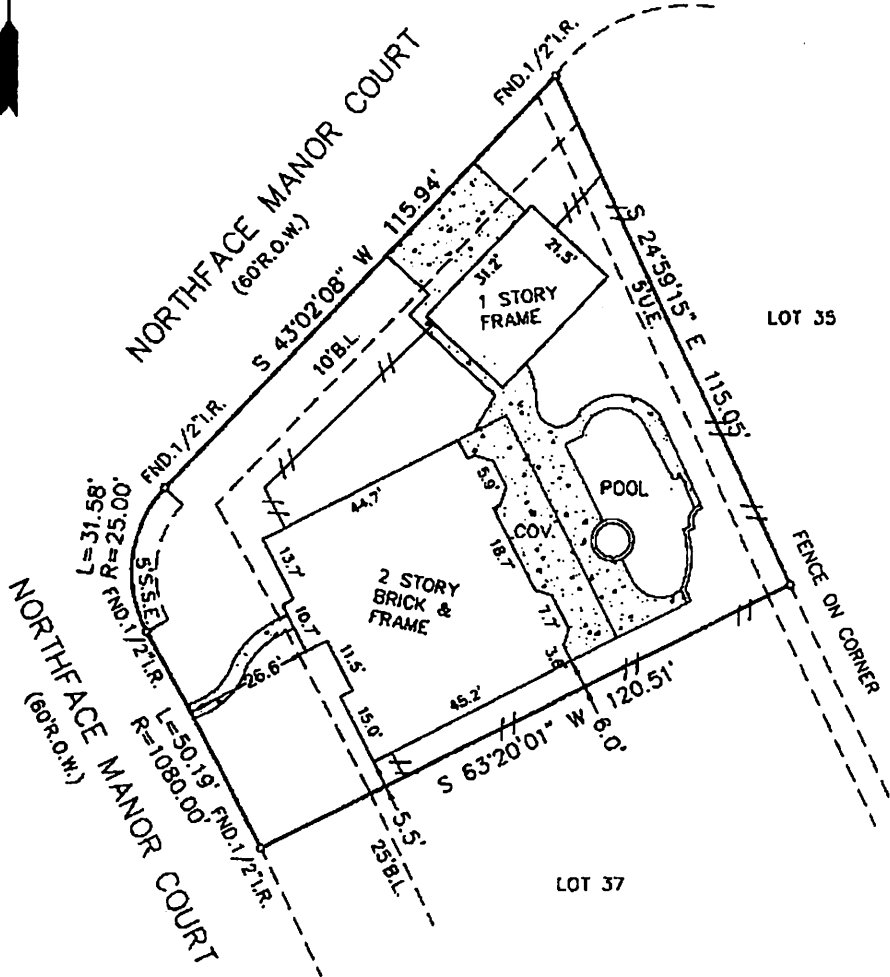 FND.1/2"I.R.
NORTHFACE MANOR COURT
(60'R.O.W.)
S 43°02'08" W 115.94'
10'B.L.
31.2'
21.5'
1 STORY
FRAME
S 24°59'15" E 115.05'
5'U.E.
LOT 35
FND.1/2"I.R.
L=31.58'
R=25.00'
5'S.S.E.
FND.1/2"I.R.
44.7'
5.9'
13.7'
18.7'
COV.
POOL
2 STORY
BRICK &
FRAME
7.7'
3.6'
10.7'
11.5'
26.6'
15.0'
45.2'
FENCE ON CORNER
NORTHFACE MANOR COURT
(60'R.O.W.)
L=50.19'
R=1080.00'
FND.1/2"I.R.
S 63°20'01" W 120.51'
6.0'
5.5'
25'B.L.
LOT 37